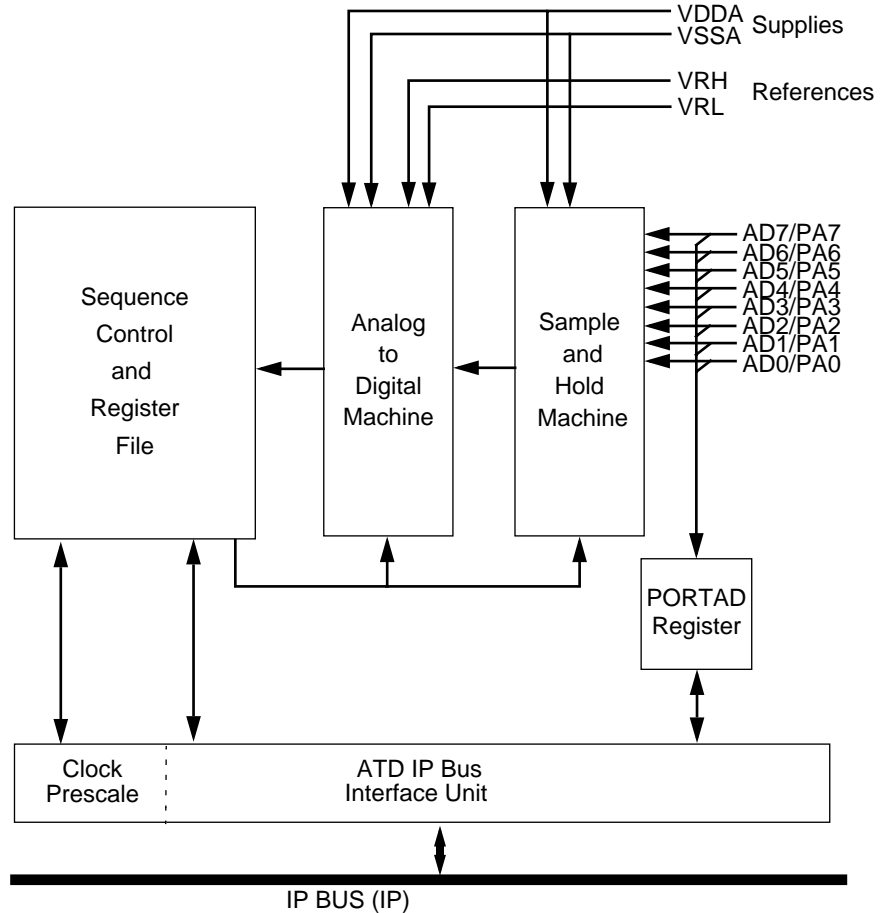 VDDA
VSSA
Supplies
VRH
VRL
References
AD7/PA7
AD6/PA6
AD5/PA5
AD4/PA4
AD3/PA3
AD2/PA2
AD1/PA1
AD0/PA0
Sequence
Control
and
Register
File
Analog
to
Digital
Machine
Sample
and
Hold
Machine
PORTAD
Register
Clock
Prescale
ATD IP Bus
Interface Unit
IP BUS (IP)